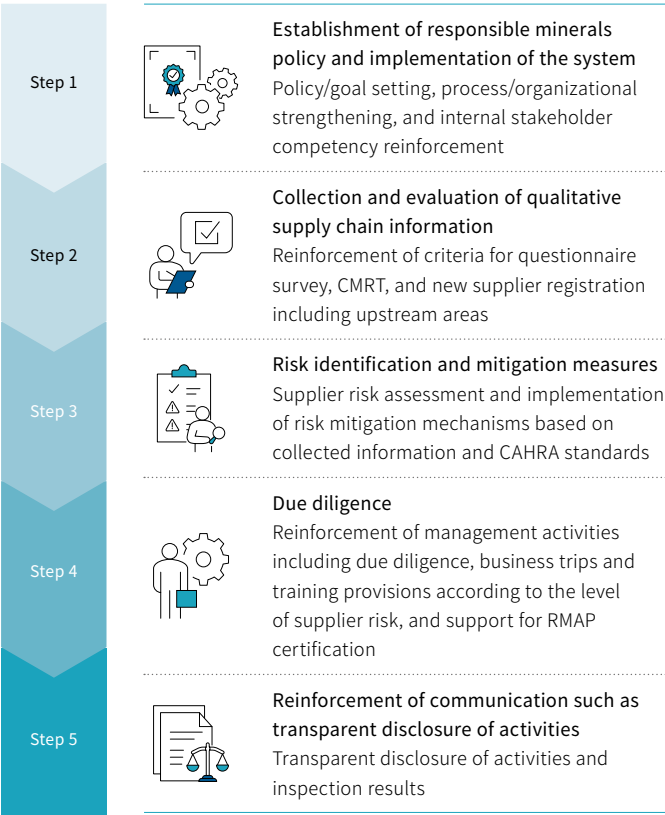 Step 1
Establishment of responsible minerals
policy and implementation of the system
Policy/goal setting, process/organizational
strengthening, and internal stakeholder
competency reinforcement
Step 2
Collection and evaluation of qualitative
supply chain information
Reinforcement of criteria for questionnaire
survey, CMRT, and new supplier registration
including upstream areas
Step 3
Risk identification and mitigation measures
Supplier risk assessment and implementation
of risk mitigation mechanisms based on
collected information and CAHRA standards
Step 4
Due diligence
Reinforcement of management activities
including due diligence, business trips and
training provisions according to the level
of supplier risk, and support for RMAP
certification
Step 5
Reinforcement of communication such as
transparent disclosure of activities
Transparent disclosure of activities and
inspection results